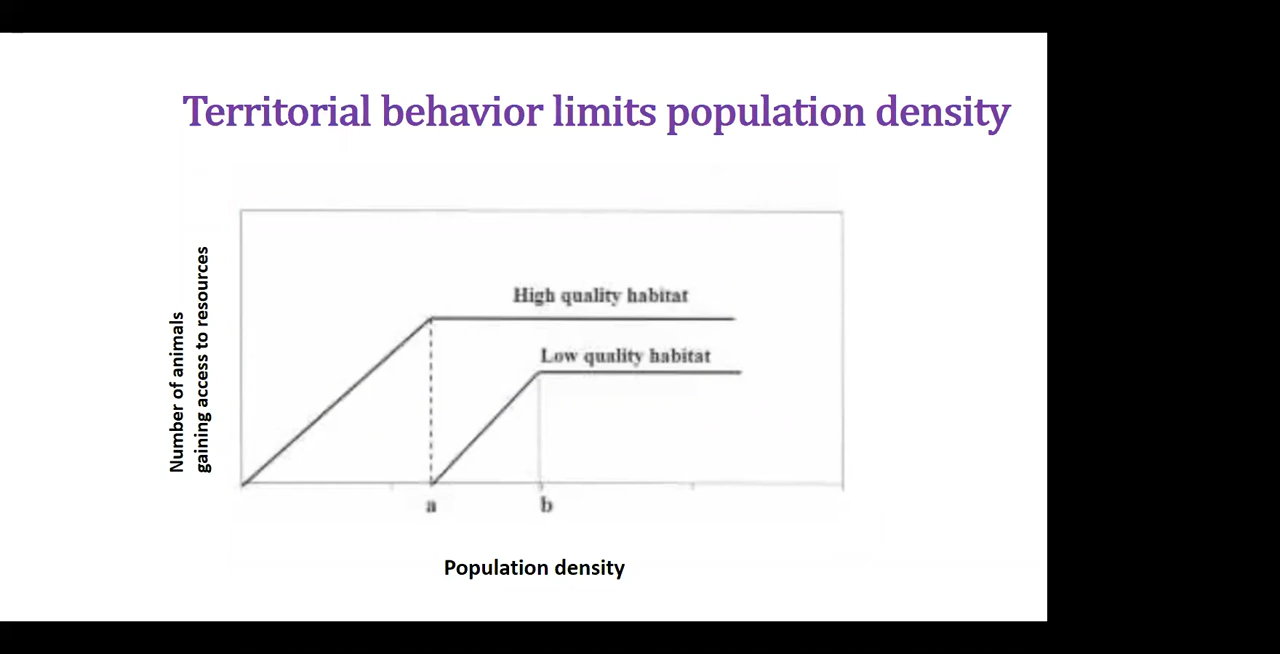 Territorial behavior limits population density
Number of animals
gaining access to resources
High quality habitat
Low quality habitat
a
b
Population density